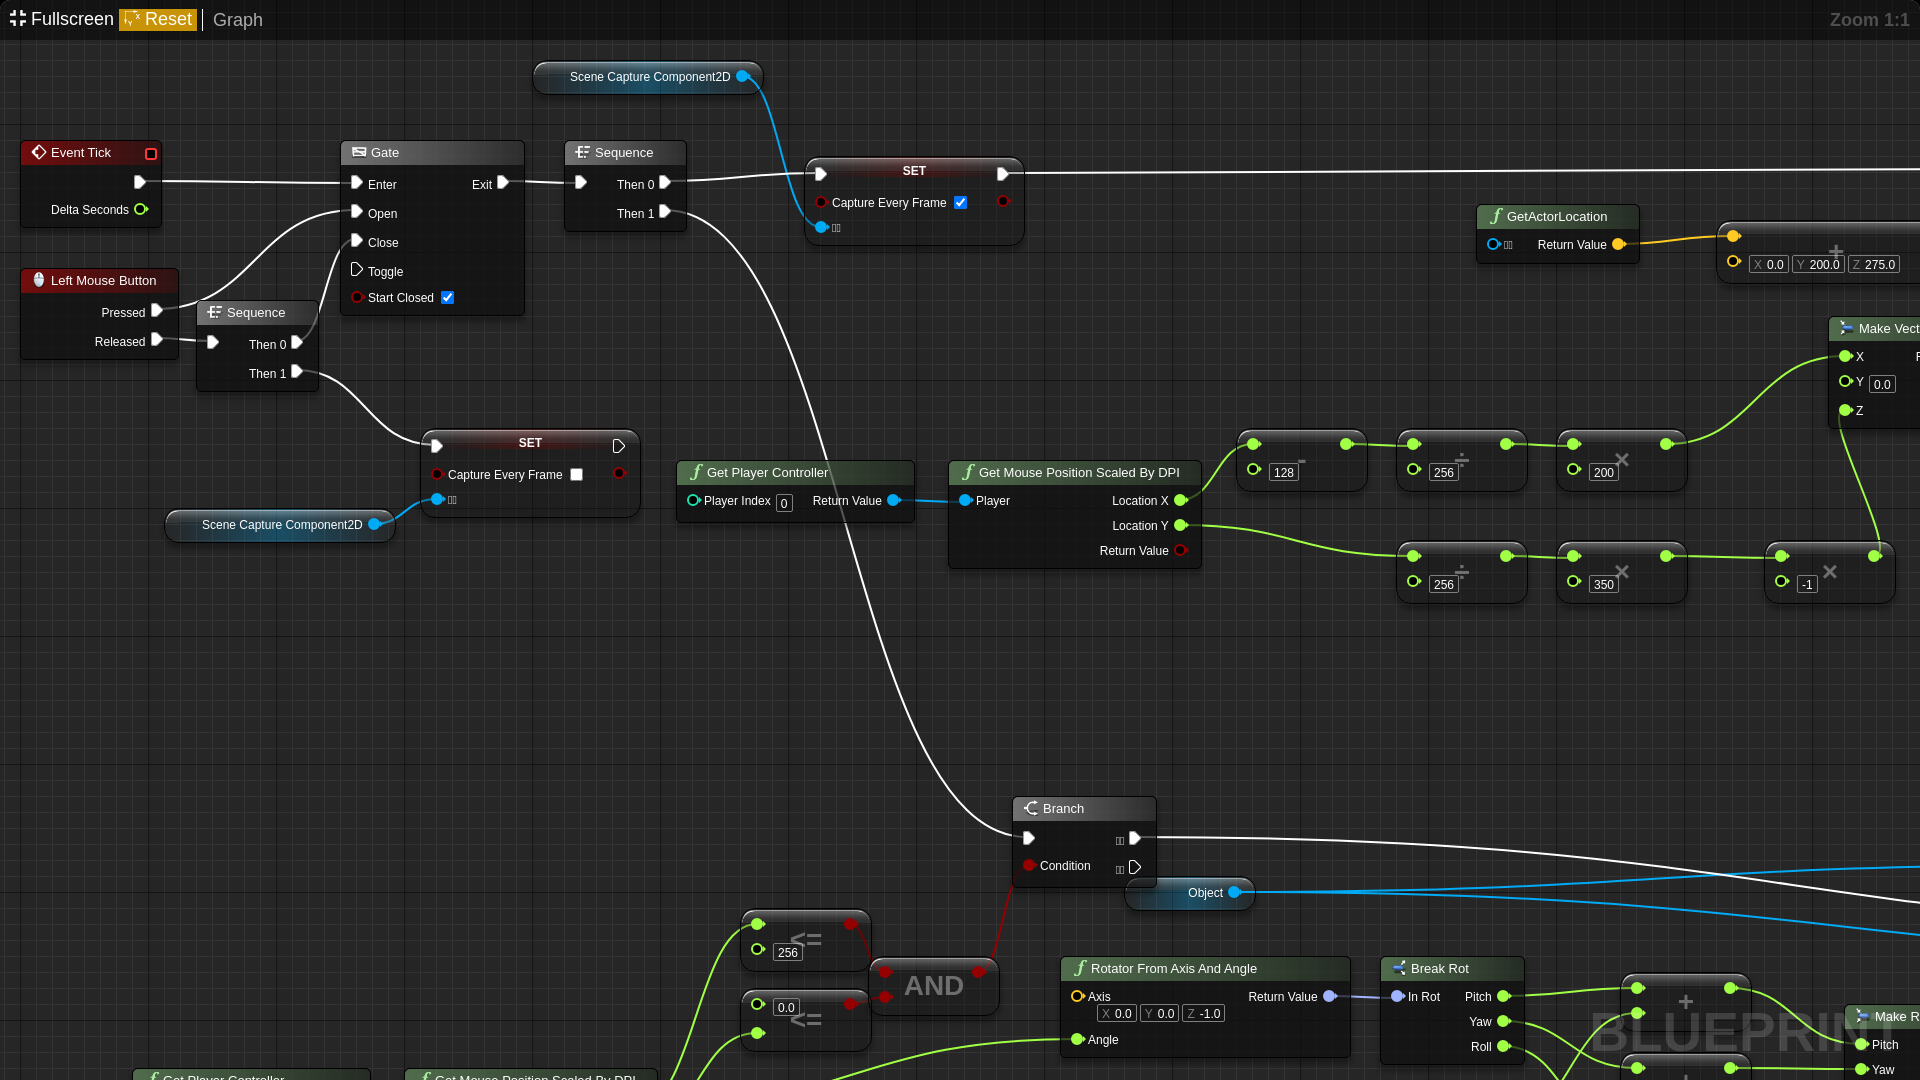 Fullscreen Reset Graph
Zoom 1:1
Scene Capture Component2D
Event Tick
Delta Seconds
Gate
Enter Exit
Open
Close
Toggle
Start Closed
Sequence
Then 0
Then 1
SET
Capture Every Frame
GetActorLocation
Return Value
+
X 0.0 Y 200.0 Z 275.0
Left Mouse Button
Pressed
Released
Sequence
Then 0
Then 1
Make Vect
X
Y 0.0
Z
SET
Capture Every Frame
Scene Capture Component2D
Get Player Controller
Player Index 0 Return Value
Get Mouse Position Scaled By DPI
Player Location X
Location Y
Return Value
128 -
256 ÷
200 ×
256 ÷
350 ×
-1 ×
Branch
Condition
Object
<=
256
0.0
<=
AND
Rotator From Axis And Angle
Axis Return Value
X 0.0 Y 0.0 Z -1.0
Angle
Break Rot
In Rot Pitch
Yaw
Roll
+
BLUEPRINT
Make R
Pitch
Yaw
Get Player Controller
Get Mouse Position Scaled By DPI